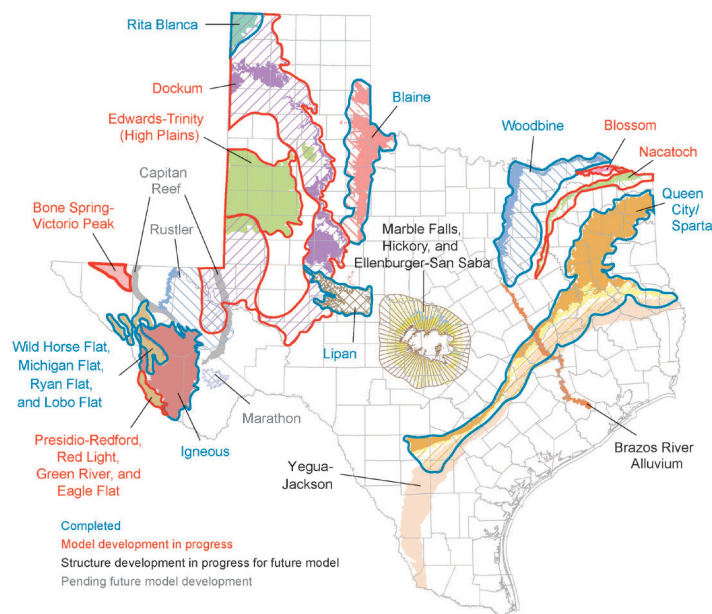 Rita Blanca
Dockum
Edwards-Trinity
(High Plains)
Capitan
Reef
Bone Spring-
Victorio Peak
Rustler
Blaine
Woodbine
Blossom
Nacatoch
Queen
City/
Sparta
Marble Falls,
Hickory, and
Ellenburger-San Saba
Wild Horse Flat,
Michigan Flat,
Ryan Flat,
and Lobo Flat
Lipan
Marathon
Presidio-Redford,
Red Light,
Green River, and
Eagle Flat
Igneous
Yegua-
Jackson
Brazos River
Alluvium
Completed
Model development in progress
Structure development in progress for future model
Pending future model development